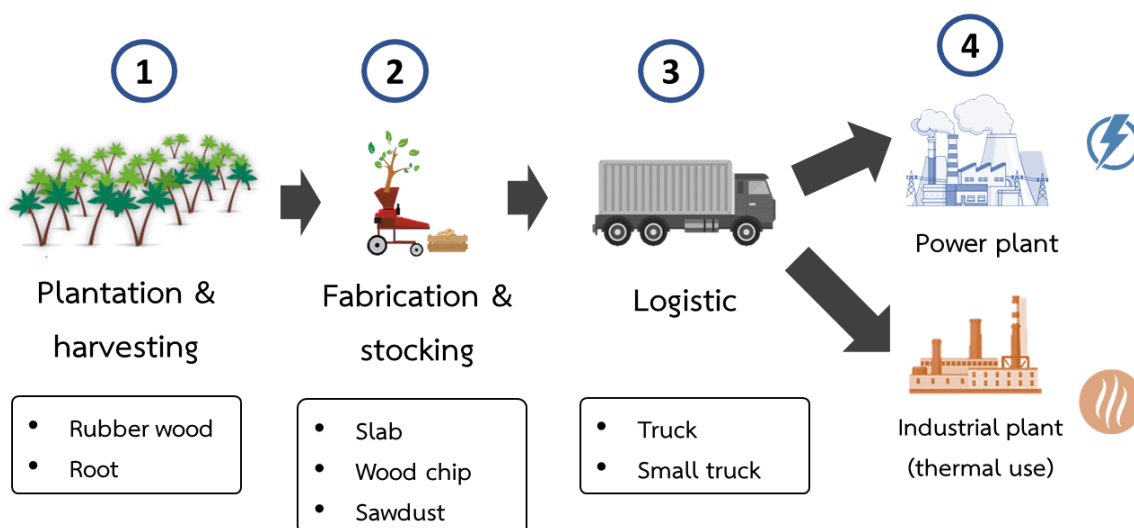 1
2
3
4
Plantation &
harvesting
Fabrication &
stocking
Logistic
Power plant
Industrial plant
(thermal use)
• Rubber wood
• Root
• Slab
• Wood chip
• Sawdust
• Truck
• Small truck